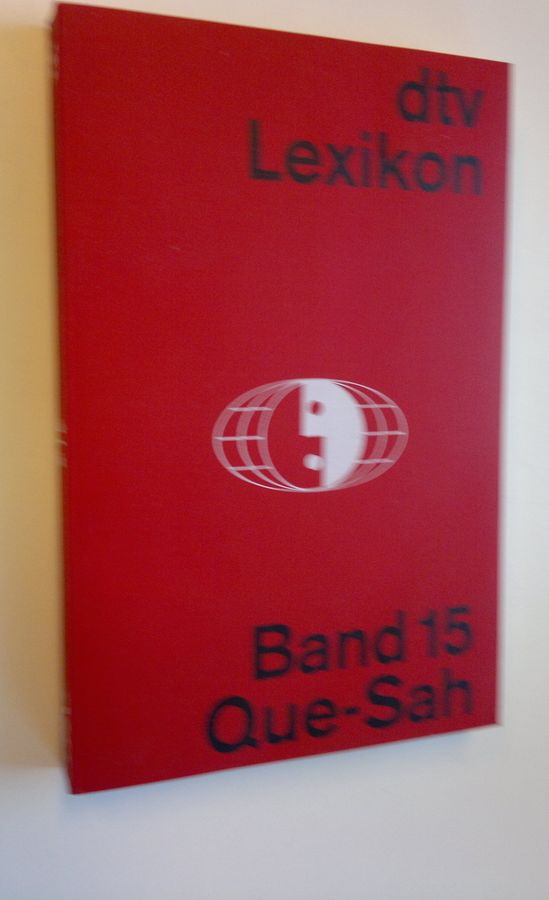 dtv
Lexikon
Band 15
Que-Sah